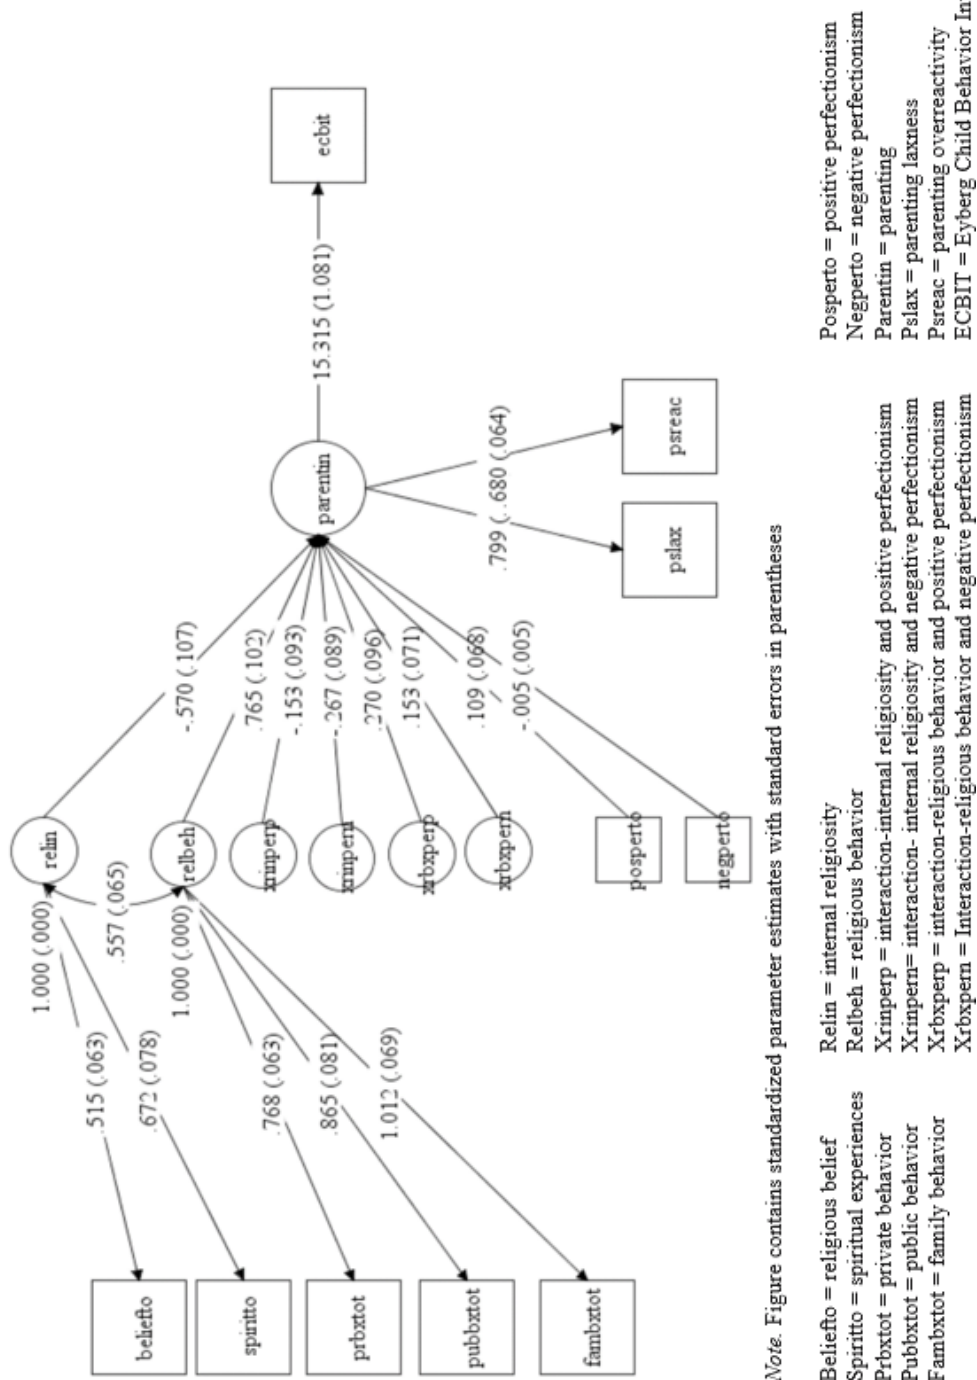 beliefto
spiritto
prbxtot
pubbxtot
fambxtot
.515 (.063)
.672 (.078)
.768 (.063)
.865 (.081)
1.012 (.069)
1.000 (.000)
.557 (.065)
1.000 (.000)
relin
relbeh
xrinperp
xrinpern
xrbxperp
xrbxpern
posperto
negperto
-.570 (.107)
.765 (.102)
-.153 (.093)
-.267 (.089)
.270 (.096)
.153 (.071)
.109 (.068)
-.005 (.005)
parentin
15.315 (1.081)
ecbit
.799 (
.680 (.064)
pslax
psreac
Note. Figure contains standardized parameter estimates with standard errors in parentheses
Beliefto = religious belief
Spiritto = spiritual experiences
Prbxtot = private behavior
Pubbxtot = public behavior
Fambxtot = family behavior
Relin = internal religiosity
Relbeh = religious behavior
Xrinperp = interaction-internal religiosity and positive perfectionism
Xrinpern= interaction- internal religiosity and negative perfectionism
Xrbxperp = interaction-religious behavior and positive perfectionism
Xrbxpern = Interaction-religious behavior and negative perfectionism
Posperto = positive perfectionism
Negperto = negative perfectionism
Parentin = parenting
Pslax = parenting laxness
Psreac = parenting overreactivity
ECBIT = Eyberg Child Behavior